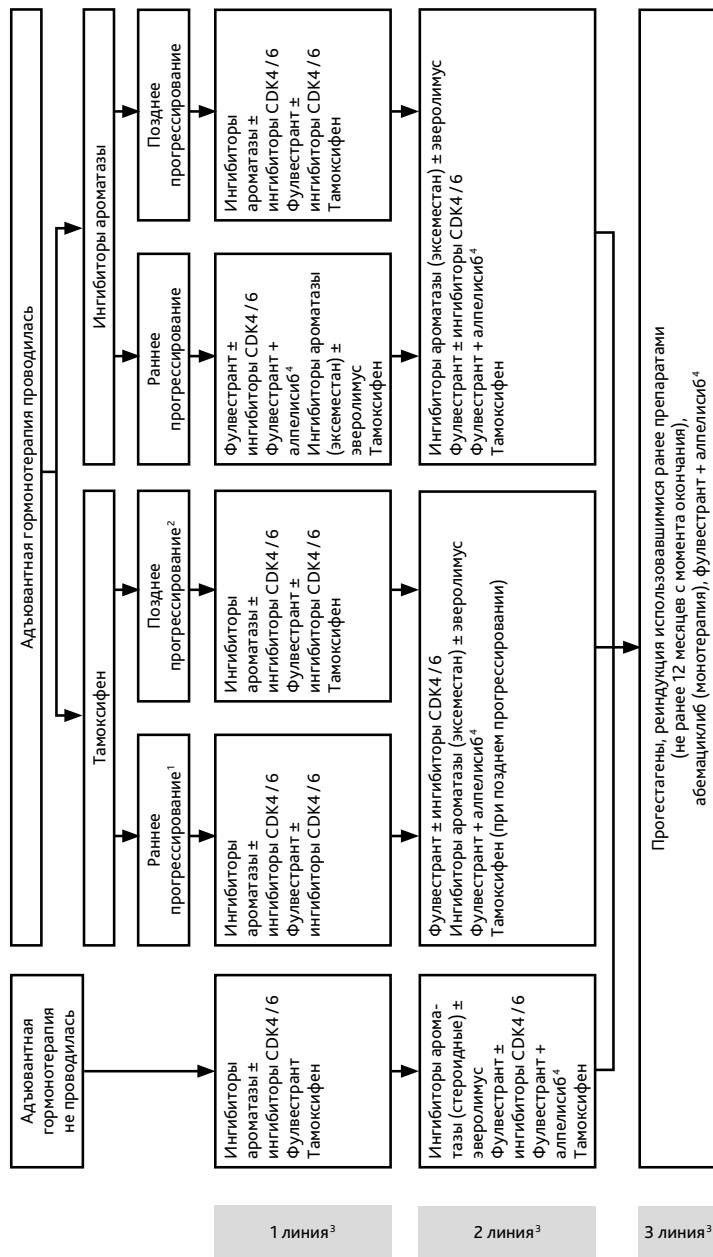 Адъювантная
гормонотерапия
не проводилась
Адъювантная гормонотерапия проводилась
Тамоксифен
Ингибиторы ароматазы
Раннее
прогрессирование¹
Позднее
прогрессирование²
Раннее
прогрессирование
Позднее
прогрессирование
1 линия³
Ингибиторы
ароматазы ±
ингибиторы CDK4 / 6
Фулвестрант
Тамоксифен
Ингибиторы
ароматазы ±
ингибиторы CDK4 / 6
Фулвестрант ±
ингибиторы CDK4 / 6
Ингибиторы
ароматазы ±
ингибиторы CDK4 / 6
Фулвестрант ±
ингибиторы CDK4 / 6
Тамоксифен
Фулвестрант ±
ингибиторы CDK4 / 6
Фулвестрант +
алпелисиб⁴
Ингибиторы ароматазы
(эксеместан) ±
эверолимус
Тамоксифен
Ингибиторы
ароматазы ±
ингибиторы CDK4 / 6
Фулвестрант ±
ингибиторы CDK4 / 6
Тамоксифен
2 линия³
Ингибиторы арома-
тазы (стероидные) ±
эверолимус
Фулвестрант ±
ингибиторы CDK4 / 6
Фулвестрант +
алпелисиб⁴
Тамоксифен
Фулвестрант ± ингибиторы CDK4 / 6
Ингибиторы ароматазы (эксеместан) ± эверолимус
Фулвестрант + алпелисиб⁴
Тамоксифен (при позднем прогрессировании)
Ингибиторы ароматазы (эксеместан) ± эверолимус
Фулвестрант ± ингибиторы CDK4 / 6
Фулвестрант + алпелисиб⁴
Тамоксифен
3 линия³
Прогестагены, реиндукция использовавшимися ранее препаратами
(не ранее 12 месяцев с момента окончания),
абемациклиб (монотерапия), фулвестрант + алпелисиб⁴